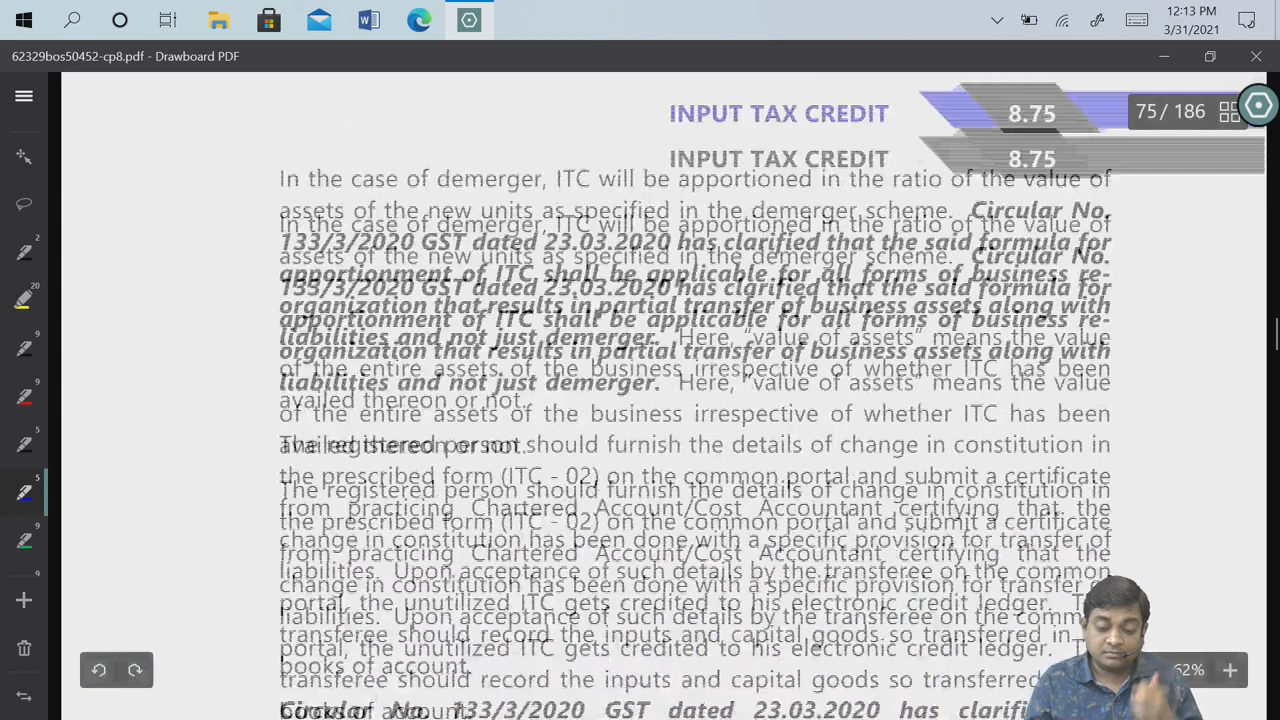 12:13 PM
3/31/2021
62329bos50452-cp8.pdf - Drawboard PDF
INPUT TAX CREDIT 8.75
75 / 186
INPUT TAX CREDIT 8.75
In the case of demerger, ITC will be apportioned in the ratio of the value of
assets of the new units as specified in the demerger scheme. Circular No.
133/3/2020 GST dated 23.03.2020 has clarified that the said formula for
apportionment of ITC shall be applicable for all forms of business re-
organization that results in partial transfer of business assets along with
liabilities and not just demerger. Here, “value of assets” means the value
of the entire assets of the business irrespective of whether ITC has been
availed thereon or not.
The registered person should furnish the details of change in constitution in
the prescribed form (ITC - 02) on the common portal and submit a certificate
from practicing Chartered Account/Cost Accountant certifying that the
change in constitution has been done with a specific provision for transfer of
liabilities. Upon acceptance of such details by the transferee on the common
portal, the unutilized ITC gets credited to his electronic credit ledger.
transferee should record the inputs and capital goods so transferred in
books of account.
Circular No. 133/3/2020 GST dated 23.03.2020 has
62%
2
20
9
9
5
5
9
9